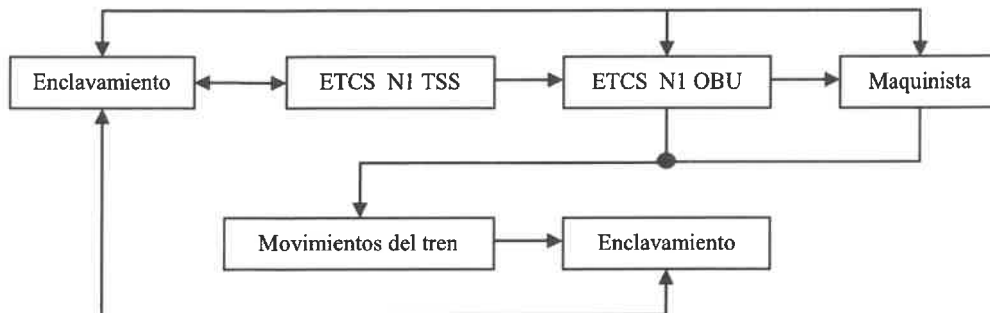 Enclavamiento
ETCS N1 TSS
ETCS N1 OBU
Maquinista
Movimientos del tren
Enclavamiento